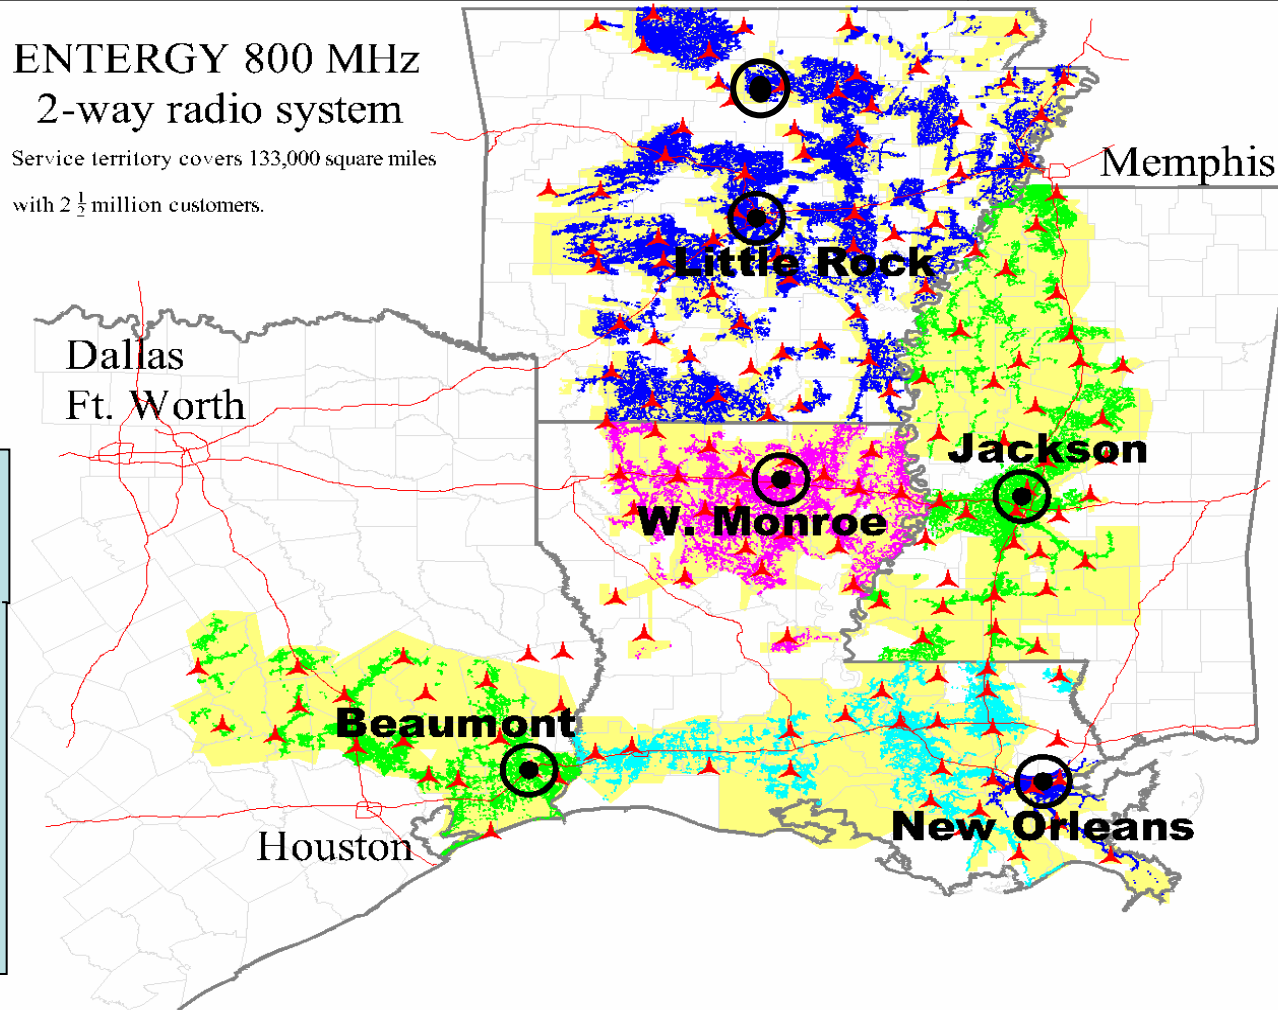 ENTERGY 800 MHz
2-way radio system
Service territory covers 133,000 square miles
with 2 ½ million customers.
Memphis
Little Rock
Dallas
Ft. Worth
Jackson
W. Monroe
Beaumont
New Orleans
Houston